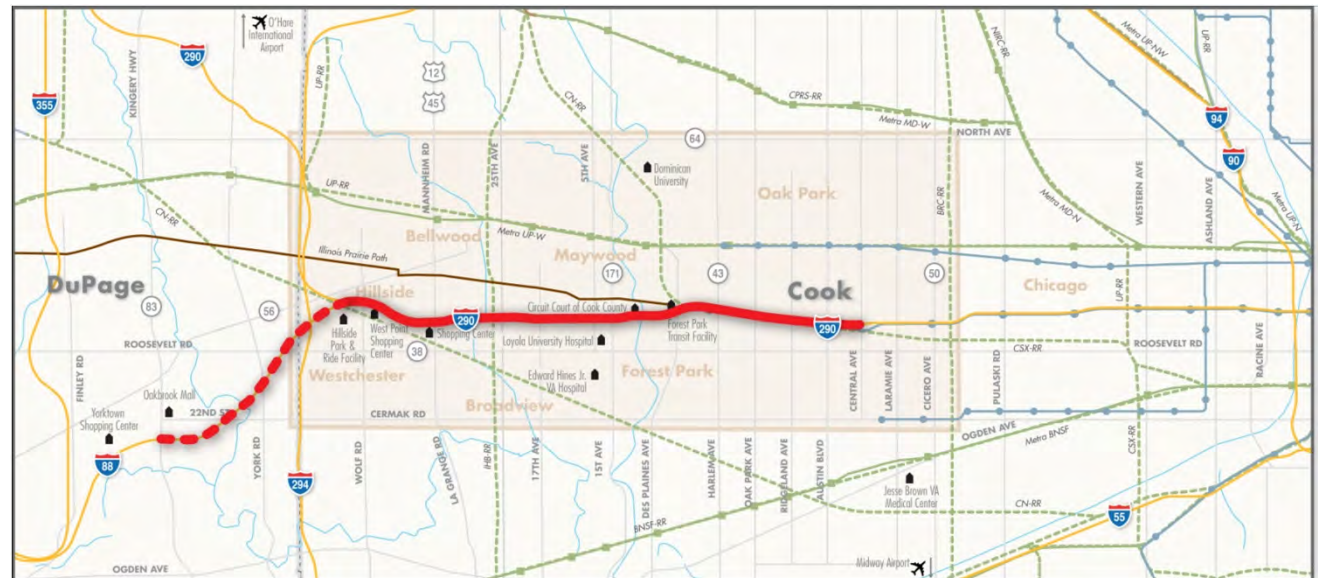 O'Hare
International
Airport
290
355
KINGERY HWY
UP-RR
12
45
CN-RR
CPRS-RR
Metra MD-W
NIRC-RR
Metra UP-NW
UP-RR
94
90
NORTH AVE
64
MANNHEIM RD
25TH AVE
5TH AVE
Dominican
University
Oak Park
BRC-RR
Metra MD-N
WESTERN AVE
ASHLAND AVE
Metra UP-N
UP-RR
CN-RR
Bellwood
Metra UP-W
Maywood
Illinois Prairie Path
171
43
50
DuPage
Cook
Chicago
UP-RR
83
56
Hillside
Circuit Court of Cook County
Forest Park
Transit Facility
290
290
Hillside
Park &
Ride Facility
West Point
Shopping
Center
Shopping Center
38
Loyola University Hospital
ROOSEVELT RD
CSX-RR
ROOSEVELT RD
Westchester
Edward Hines Jr.
VA Hospital
Forest Park
FINLEY RD
Oakbrook Mall
22ND ST
Yorktown
Shopping Center
88
YORK RD
294
CERMAK RD
Broadview
WOLF RD
LA GRANGE RD
IHB-RR
17TH AVE
1ST AVE
DES PLAINES AVE
HARLEM AVE
OAK PARK AVE
RIDGELAND AVE
AUSTIN BLVD
CENTRAL AVE
LARAMIE AVE
CICERO AVE
PULASKI RD
RACINE AVE
OGDEN AVE
Metra BNSF
CSX-RR
Jesse Brown VA
Medical Center
CN-RR
55
BNSF-RR
Midway Airport
OGDEN AVE